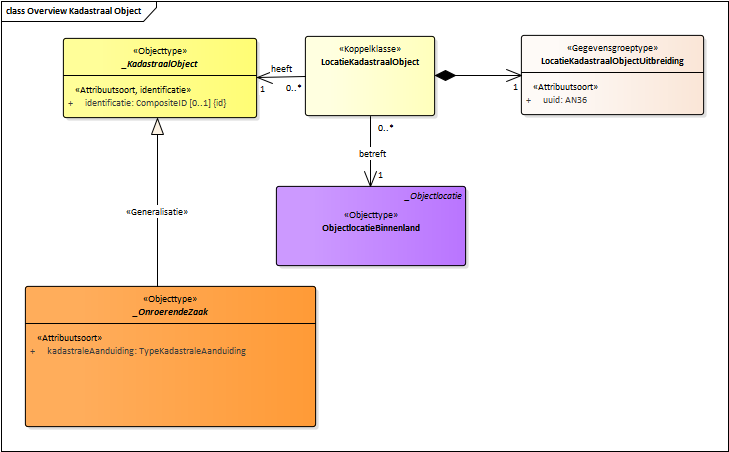 class Overview Kadastraal Object
«Objecttype»
_KadastraalObject
«Attribuutsoort, identificatie»
+ identificatie: CompositeID [0..1] {id}
heeft
1
0..*
«Koppelklasse»
LocatieKadastraalObject
1
«Gegevensgroeptype»
LocatieKadastraalObjectUitbreiding
«Attribuutsoort»
+ uuid: AN36
0..*
betreft
1
_Objectlocatie
«Objecttype»
ObjectlocatieBinnenland
«Generalisatie»
«Objecttype»
_OnroerendeZaak
«Attribuutsoort»
+ kadastraleAanduiding: TypeKadastraleAanduiding